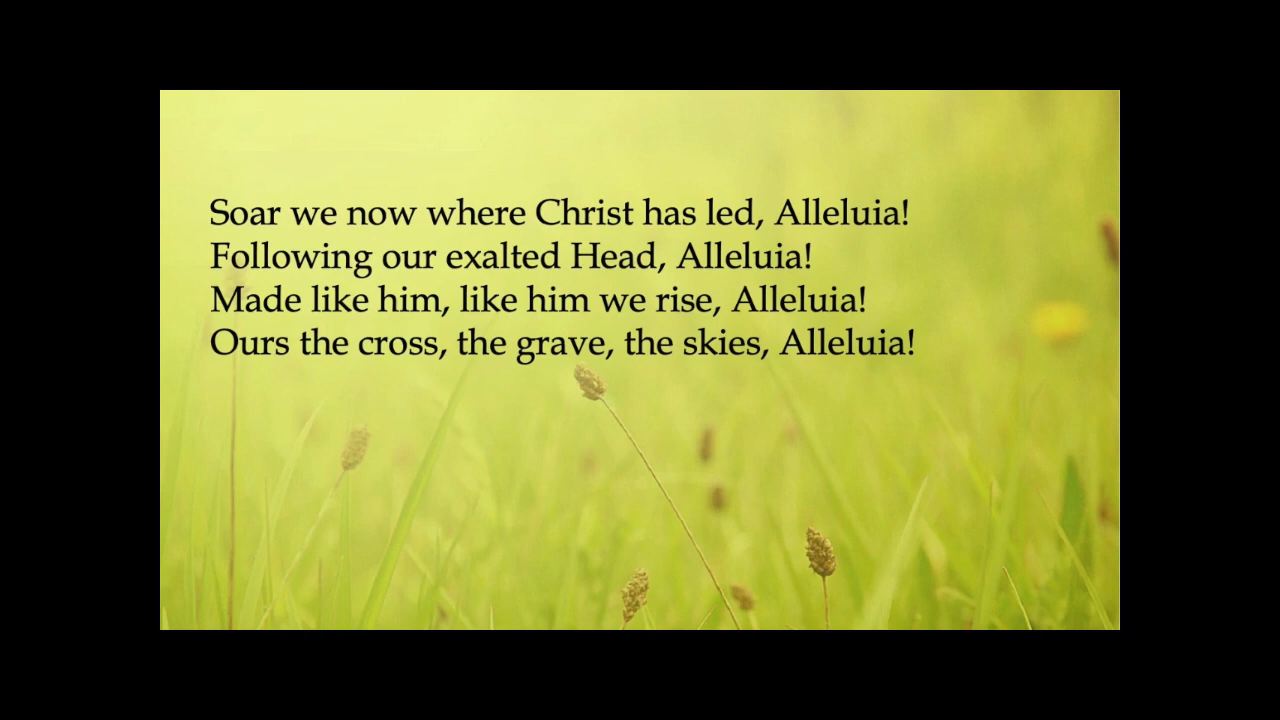 Soar we now where Christ has led, Alleluia!
Following our exalted Head, Alleluia!
Made like him, like him we rise, Alleluia!
Ours the cross, the grave, the skies, Alleluia!